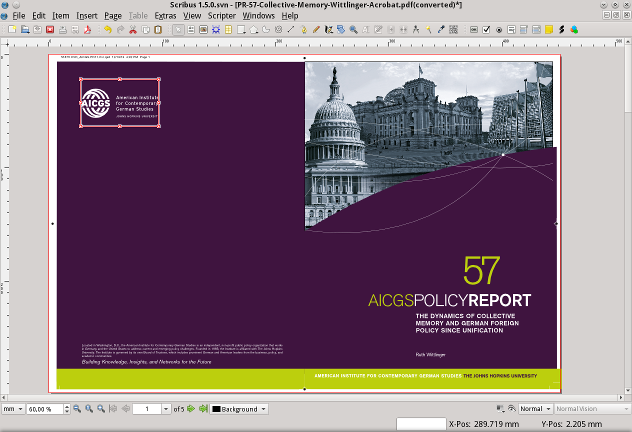 Scribus 1.5.0.svn - [PR-57-Collective-Memory-Wittlinger-Acrobat.pdf(converted)*]
File Edit Item Insert Page Table Extras View Scripter Windows Help
AICGS
American Institute
for Contemporary
German Studies
JOHNS HOPKINS UNIVERSITY
57
AICGSPOLICYREPORT
THE DYNAMICS OF COLLECTIVE
MEMORY AND GERMAN FOREIGN
POLICY SINCE UNIFICATION
Ruth Wittlinger
Building Knowledge, Insights, and Networks for the Future
AMERICAN INSTITUTE FOR CONTEMPORARY GERMAN STUDIES THE JOHNS HOPKINS UNIVERSITY
mm 60,00 % 1 of 5 Background Normal Normal Vision
X-Pos: 289.719 mm Y-Pos: 2.205 mm